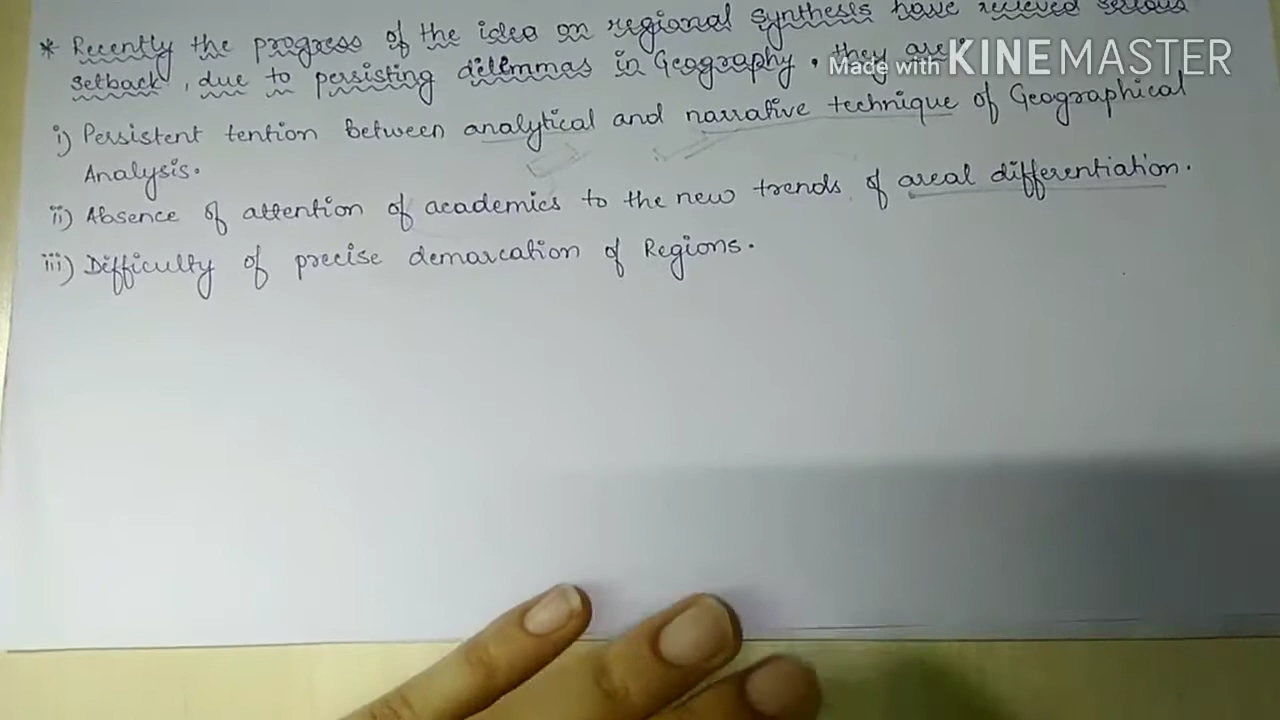 * Recently the progress of the idea on regional synthesis have recieved serious
setback, due to persisting dilemmas in Geography. they are:
Made with KINEMASTER
i) Persistent tention between analytical and narrative technique of Geographical
Analysis.
ii) Absence of attention of academics to the new trends of areal differentiation.
iii) Difficulty of precise demarcation of Regions.